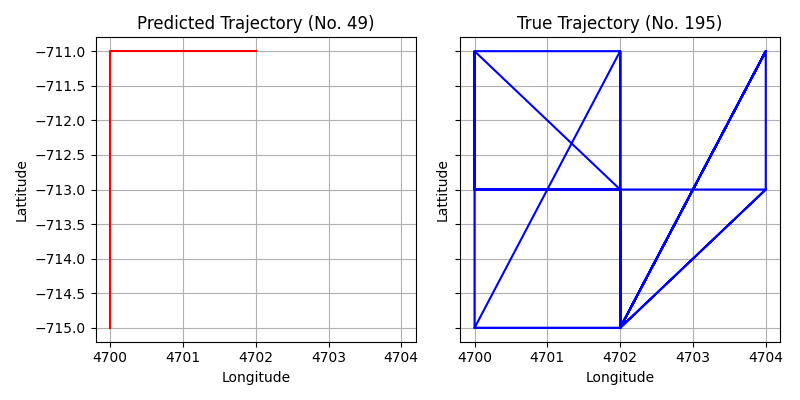 Predicted Trajectory (No. 49)
True Trajectory (No. 195)
Lattitude
−711.0
−711.5
−712.0
−712.5
−713.0
−713.5
−714.0
−714.5
−715.0
4700 4701 4702 4703 4704
Longitude
Lattitude
4700 4701 4702 4703 4704
Longitude